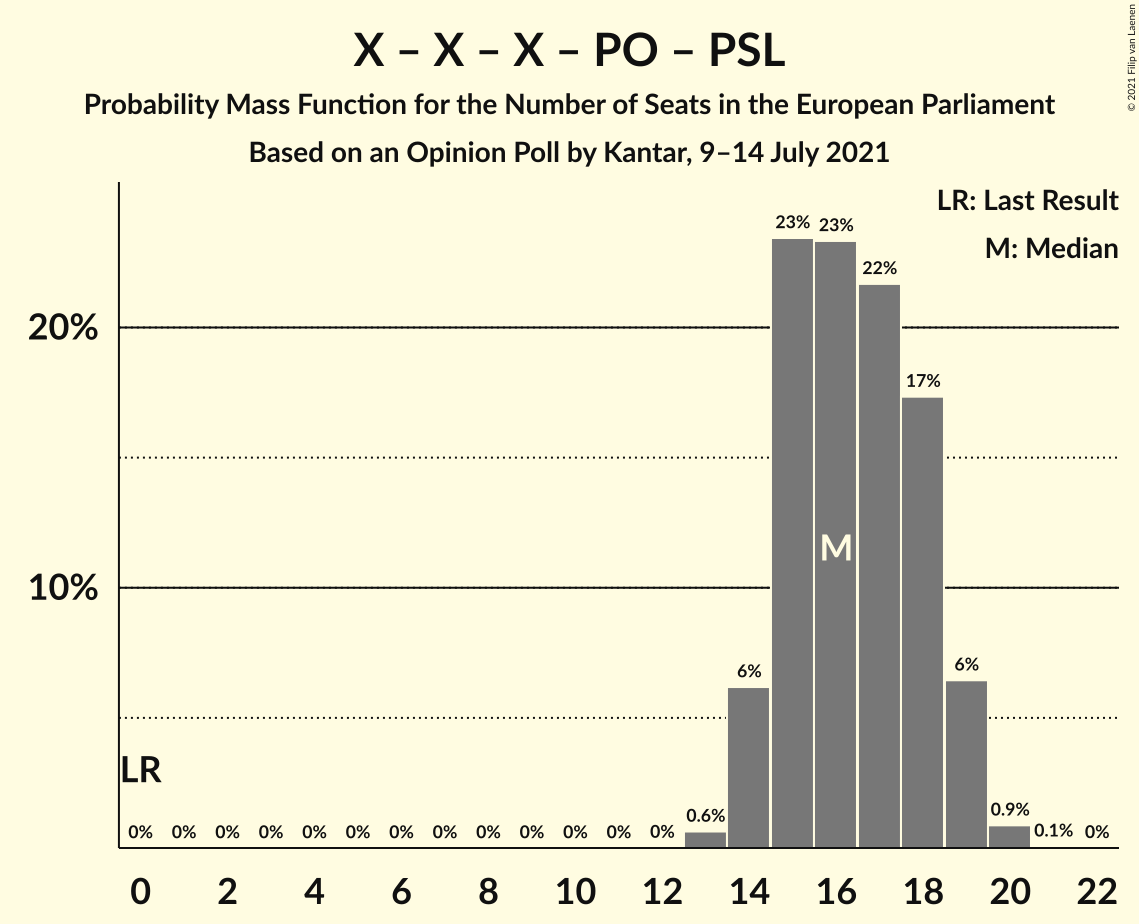 X – X – X – PO – PSL
Probability Mass Function for the Number of Seats in the European Parliament
Based on an Opinion Poll by Kantar, 9–14 July 2021
© 2021 Filip van Laenen
LR: Last Result
M: Median
23% 23% 22% 17% 6% 6% 0.6% 0.9% 0.1%
20%
10%
M
LR
0% 0% 0% 0% 0% 0% 0% 0% 0% 0% 0% 0% 0% 0%
0 2 4 6 8 10 12 14 16 18 20 22